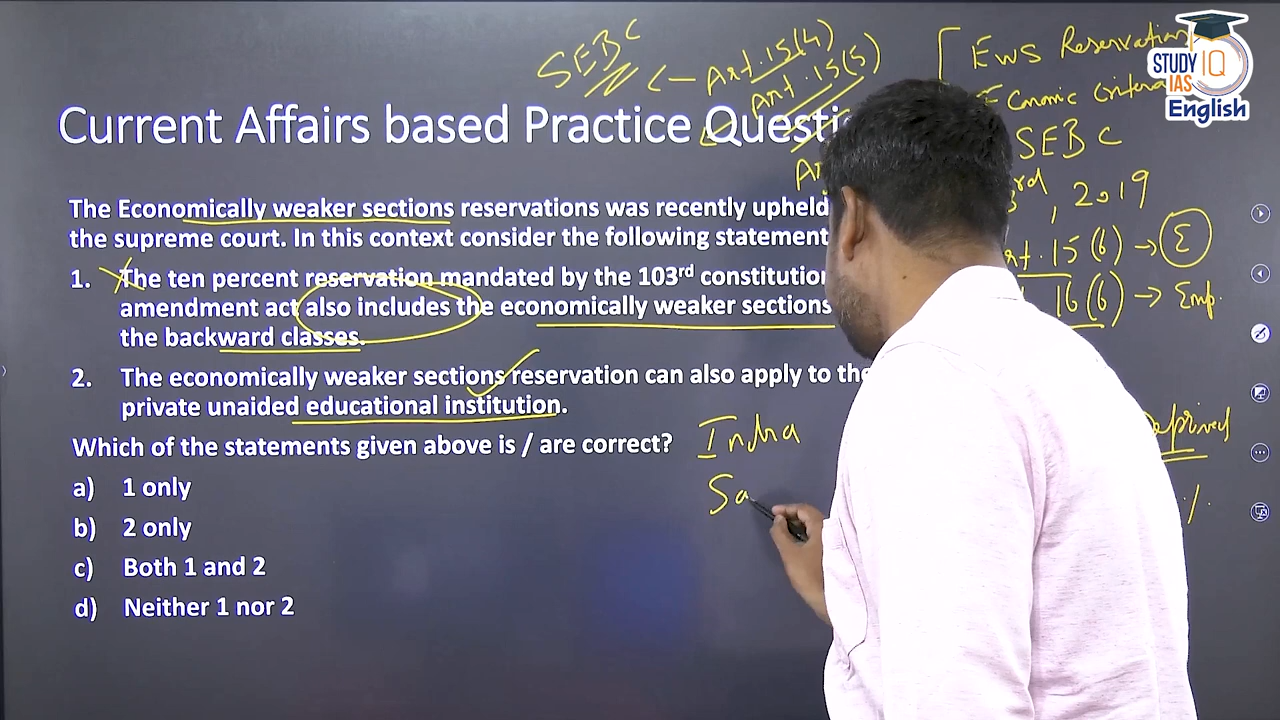 SEBC
Art. 15(4)
Art. 15(5)
EWS Reservation
Economic Criteria
SEBC
STUDY IQ
IAS
English
Current Affairs based Practice
rd, 2019
15(6) → E
16(6) → Emp.
The Economically weaker sections reservations was recently upheld
the supreme court. In this context consider the following
1. The ten percent reservation mandated by the 103rd
amendment act also includes the economically weaker sections
the backward classes.
2. The economically weaker sections reservation can also apply to the
private unaided educational institution.
Which of the statements given above is / are correct?
Indra
Sa
a) 1 only
b) 2 only
c) Both 1 and 2
d) Neither 1 nor 2